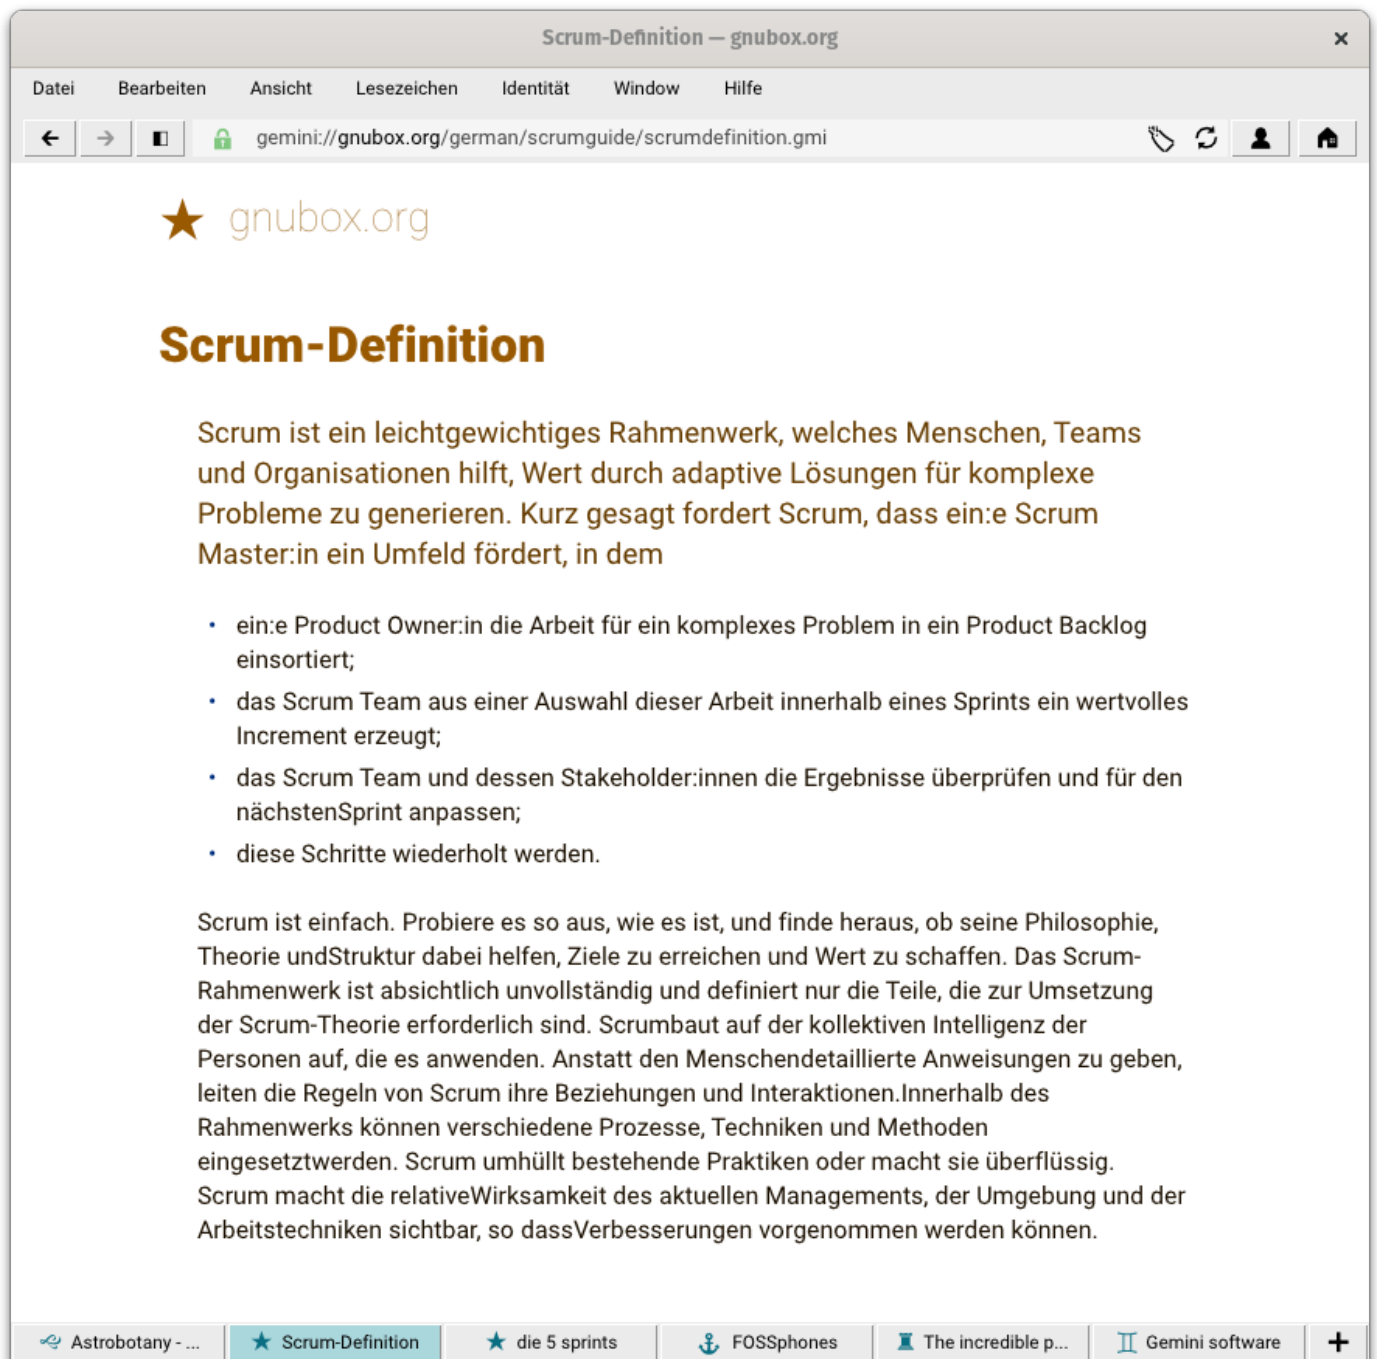 Scrum-Definition — gnubox.org
Datei Bearbeiten Ansicht Lesezeichen Identität Window Hilfe
gemini://gnubox.org/german/scrumguide/scrumdefinition.gmi
gnubox.org
Scrum-Definition
Scrum ist ein leichtgewichtiges Rahmenwerk, welches Menschen, Teams
und Organisationen hilft, Wert durch adaptive Lösungen für komplexe
Probleme zu generieren. Kurz gesagt fordert Scrum, dass ein:e Scrum
Master:in ein Umfeld fördert, in dem
• ein:e Product Owner:in die Arbeit für ein komplexes Problem in ein Product Backlog
einsortiert;
• das Scrum Team aus einer Auswahl dieser Arbeit innerhalb eines Sprints ein wertvolles
Increment erzeugt;
• das Scrum Team und dessen Stakeholder:innen die Ergebnisse überprüfen und für den
nächstenSprint anpassen;
• diese Schritte wiederholt werden.
Scrum ist einfach. Probiere es so aus, wie es ist, und finde heraus, ob seine Philosophie,
Theorie undStruktur dabei helfen, Ziele zu erreichen und Wert zu schaffen. Das Scrum-
Rahmenwerk ist absichtlich unvollständig und definiert nur die Teile, die zur Umsetzung
der Scrum-Theorie erforderlich sind. Scrumbaut auf der kollektiven Intelligenz der
Personen auf, die es anwenden. Anstatt den Menschendetaillierte Anweisungen zu geben,
leiten die Regeln von Scrum ihre Beziehungen und Interaktionen.Innerhalb des
Rahmenwerks können verschiedene Prozesse, Techniken und Methoden
eingesetztwerden. Scrum umhüllt bestehende Praktiken oder macht sie überflüssig.
Scrum macht die relativeWirksamkeit des aktuellen Managements, der Umgebung und der
Arbeitstechniken sichtbar, so dassVerbesserungen vorgenommen werden können.
Astrobotany - ... Scrum-Definition die 5 sprints FOSSphones The incredible p... Gemini software